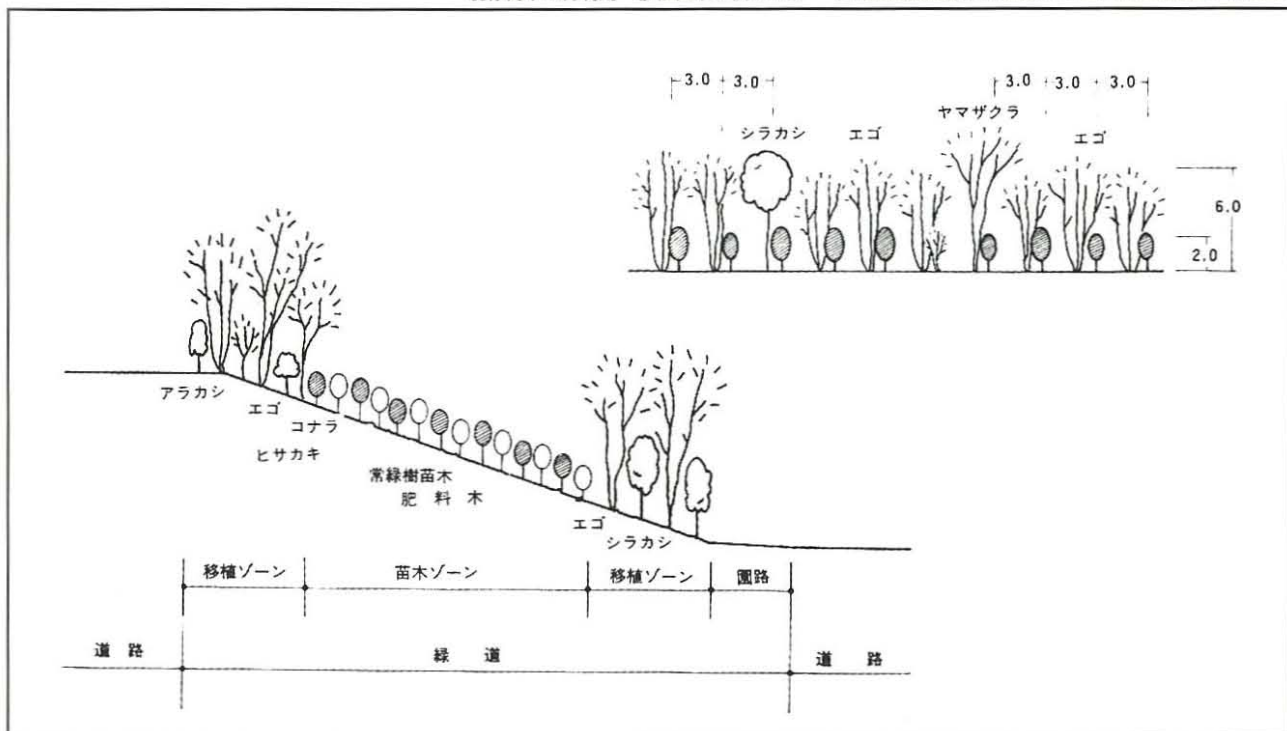 3.0 3.0 3.0 3.0 3.0
ヤマザクラ
シラカシ エゴ エゴ
6.0
2.0
アラカシ
エゴ
コナラ
ヒサカキ
常緑樹苗木
肥料木
エゴ
シラカシ
移植ゾーン 苗木ゾーン 移植ゾーン 園路
道路 緑道 道路